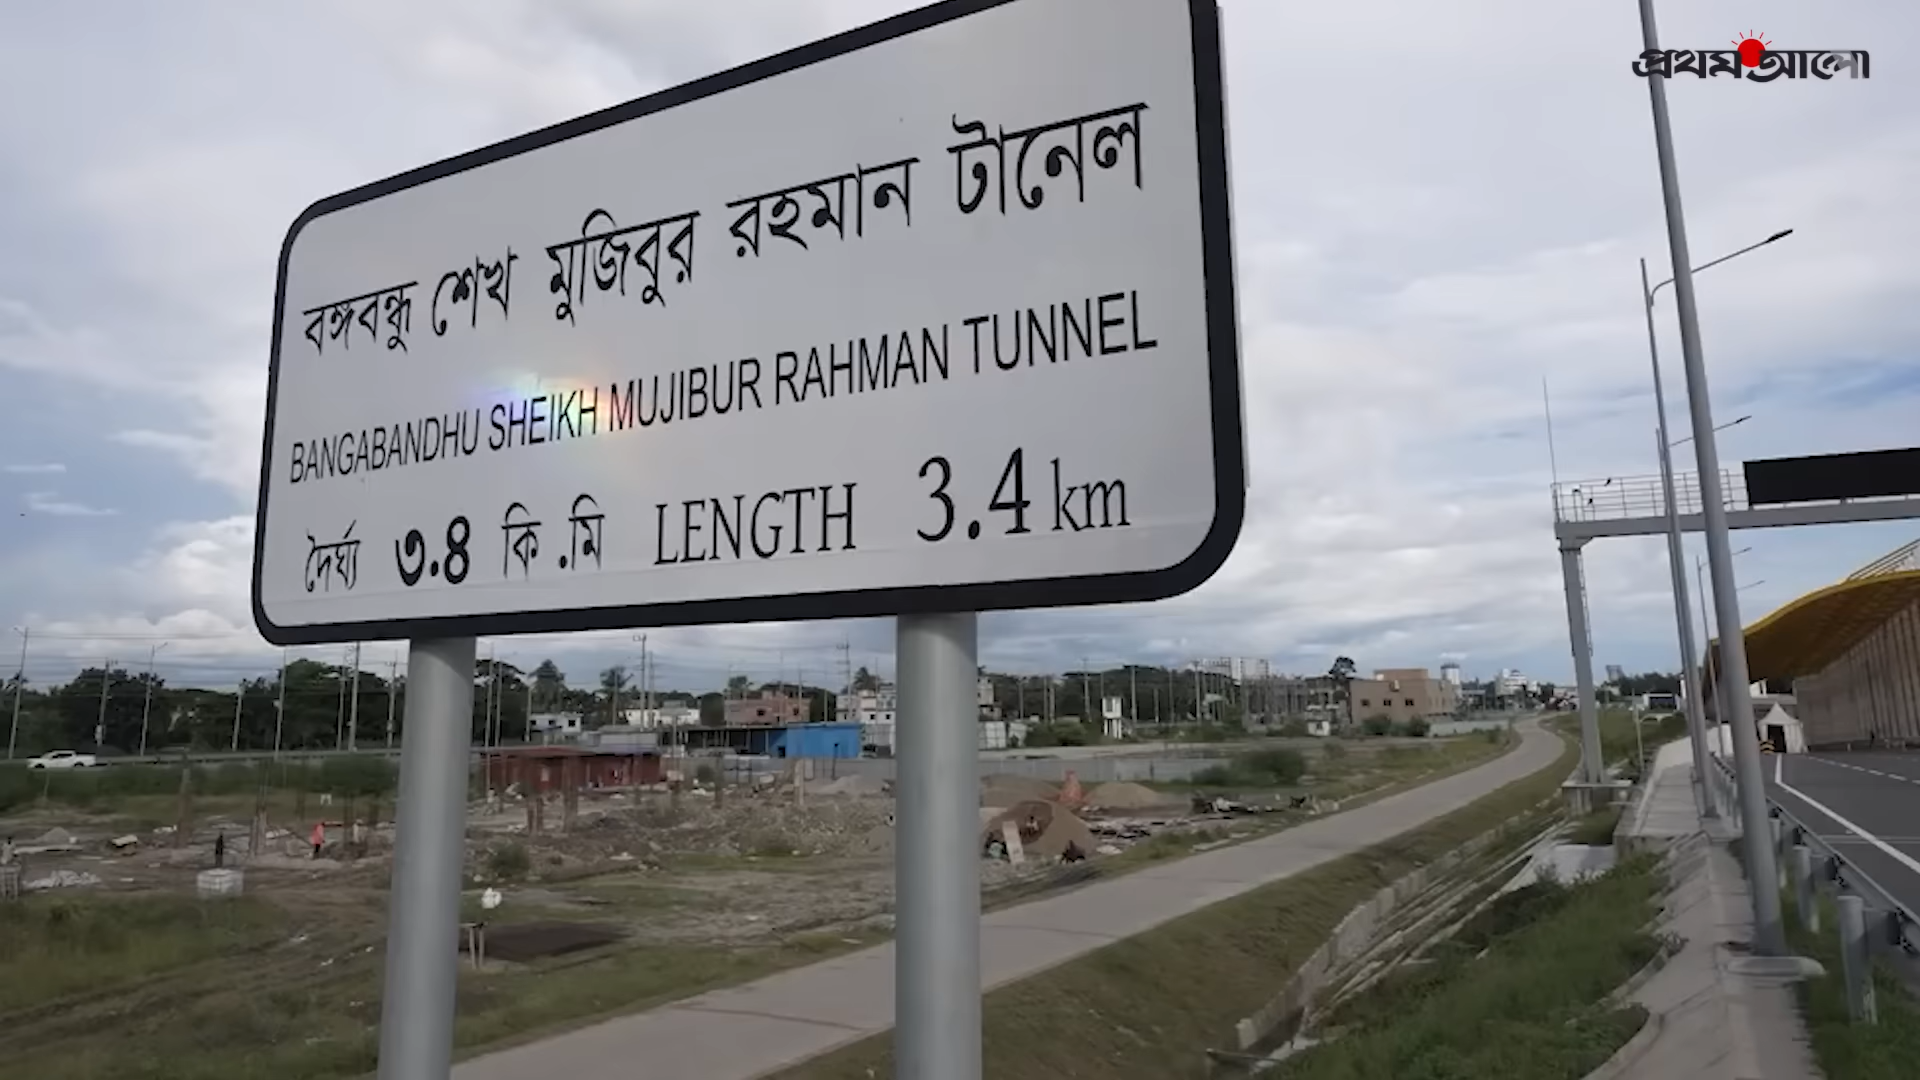 প্রথম আলো
বঙ্গবন্ধু শেখ মুজিবুর রহমান টানেল
BANGABANDHU SHEIKH MUJIBUR RAHMAN TUNNEL
দৈর্ঘ্য ৩.৪ কি .মি LENGTH 3.4 km